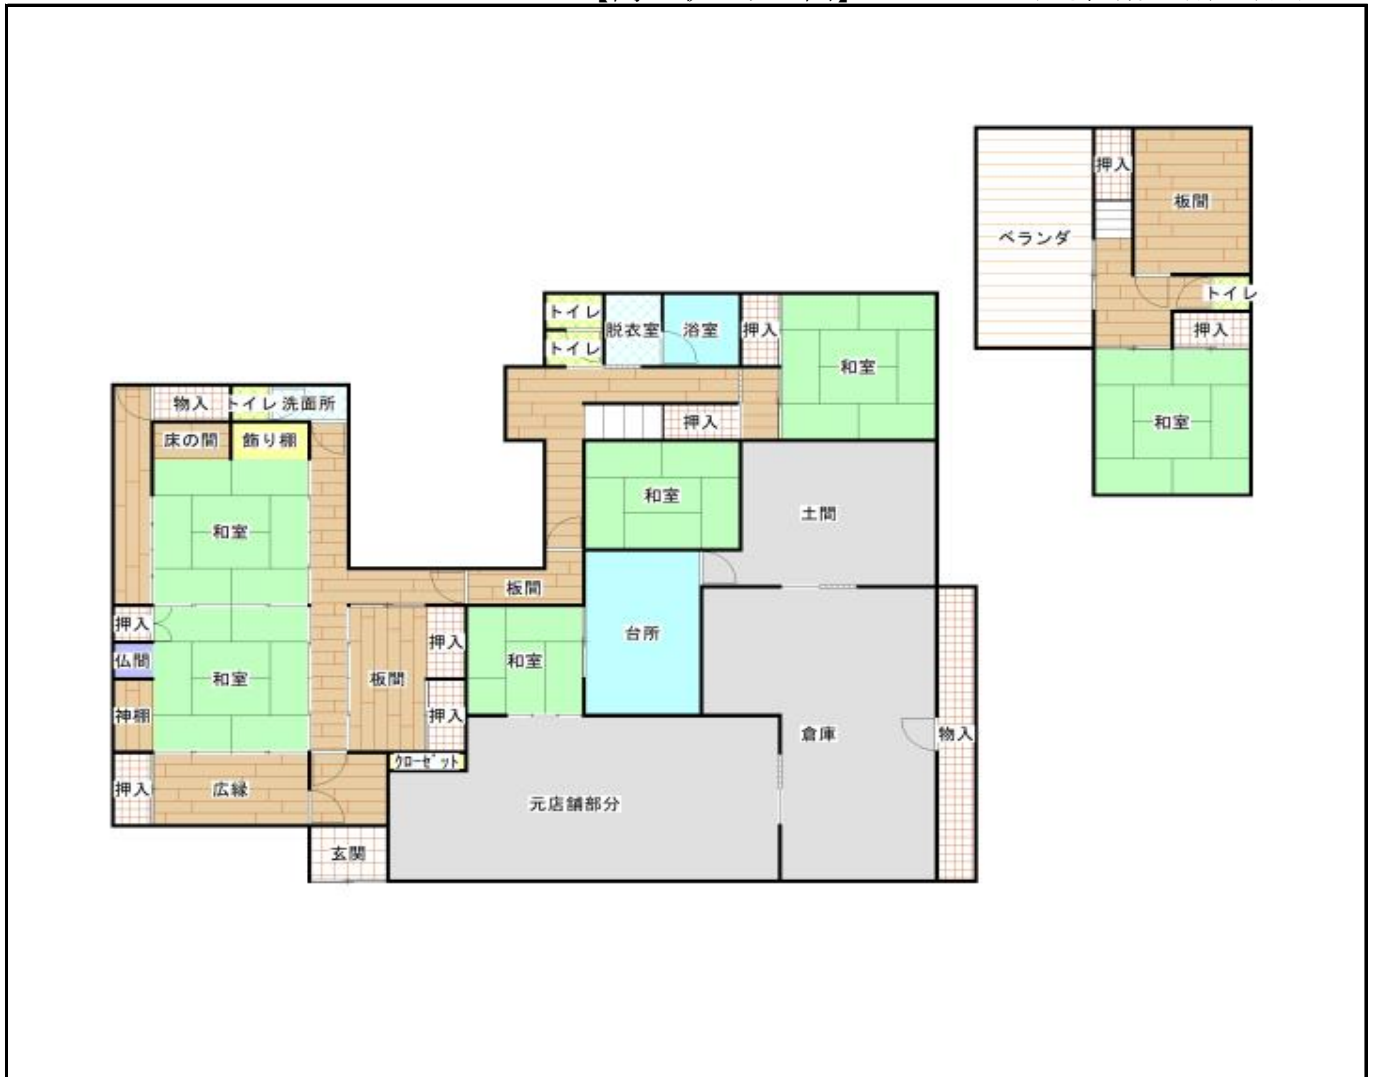 押入
板間
ベランダ
トイレ
押入
和室
トイレ
脱衣室
浴室
押入
トイレ
和室
物入
トイレ
洗面所
押入
床の間
飾り棚
和室
和室
土間
板間
押入
台所
押入
仏間
和室
和室
板間
神棚
押入
倉庫
物入
クローゼット
押入
広縁
元店舗部分
玄関